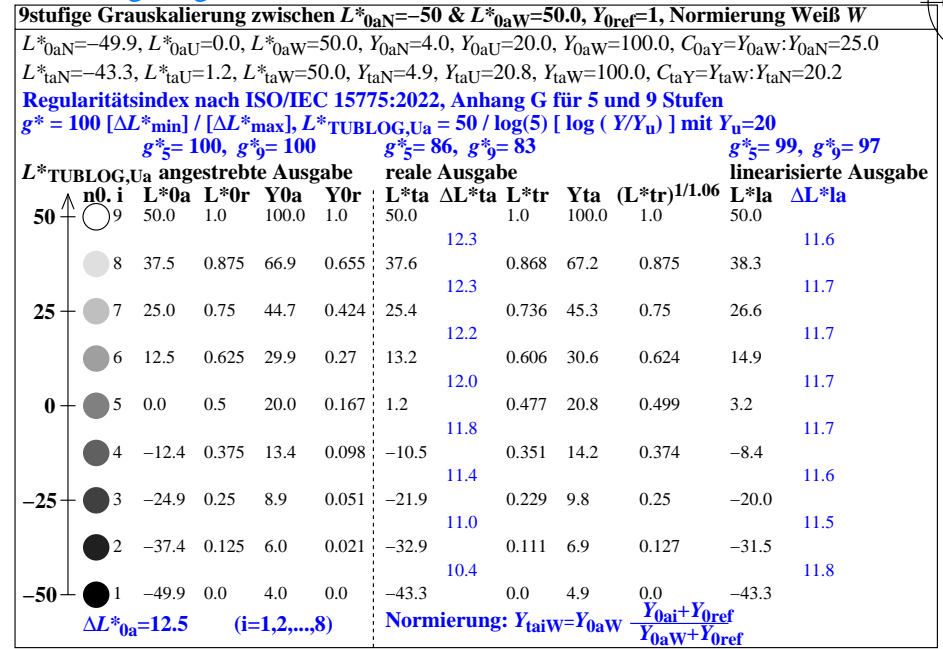 9stufige Grauskalierung zwischen L*0aN=−50 & L*0aW=50.0, Y0ref=1, Normierung Weiß W
L*0aN=−49.9, L*0aU=0.0, L*0aW=50.0, Y0aN=4.0, Y0aU=20.0, Y0aW=100.0, C0aY=Y0aW:Y0aN=25.0
L*taN=−43.3, L*taU=1.2, L*taW=50.0, YtaN=4.9, YtaU=20.8, YtaW=100.0, CtaY=YtaW:YtaN=20.2
Regularitätsindex nach ISO/IEC 15775:2022, Anhang G für 5 und 9 Stufen
g* = 100 [ΔL*min] / [ΔL*max], L*TUBLOG,Ua = 50 / log(5) [ log ( Y/Yu) ] mit Yu=20
g*5= 100, g*9= 100 g*5= 86, g*9= 83 g*5= 99, g*9= 97
L*TUBLOG,Ua angestrebte Ausgabe reale Ausgabe linearisierte Ausgabe
n0. i L*0a L*0r Y0a Y0r L*ta ΔL*ta L*tr Yta (L*tr)1/1.06 L*la ΔL*la
50 9 50.0 1.0 100.0 1.0 50.0 1.0 100.0 1.0 50.0
12.3 11.6
8 37.5 0.875 66.9 0.655 37.6 0.868 67.2 0.875 38.3
12.3 11.7
25 7 25.0 0.75 44.7 0.424 25.4 0.736 45.3 0.75 26.6
12.2 11.7
6 12.5 0.625 29.9 0.27 13.2 0.606 30.6 0.624 14.9
12.0 11.7
0 5 0.0 0.5 20.0 0.167 1.2 0.477 20.8 0.499 3.2
11.8 11.7
4 −12.4 0.375 13.4 0.098 −10.5 0.351 14.2 0.374 −8.4
11.4 11.6
−25 3 −24.9 0.25 8.9 0.051 −21.9 0.229 9.8 0.25 −20.0
11.0 11.5
2 −37.4 0.125 6.0 0.021 −32.9 0.111 6.9 0.127 −31.5
10.4 11.8
−50 1 −49.9 0.0 4.0 0.0 −43.3 0.0 4.9 0.0 −43.3
ΔL*0a=12.5 (i=1,2,...,8) Normierung: YtaiW=Y0aW Y0ai+Y0ref
Y0aW+Y0ref